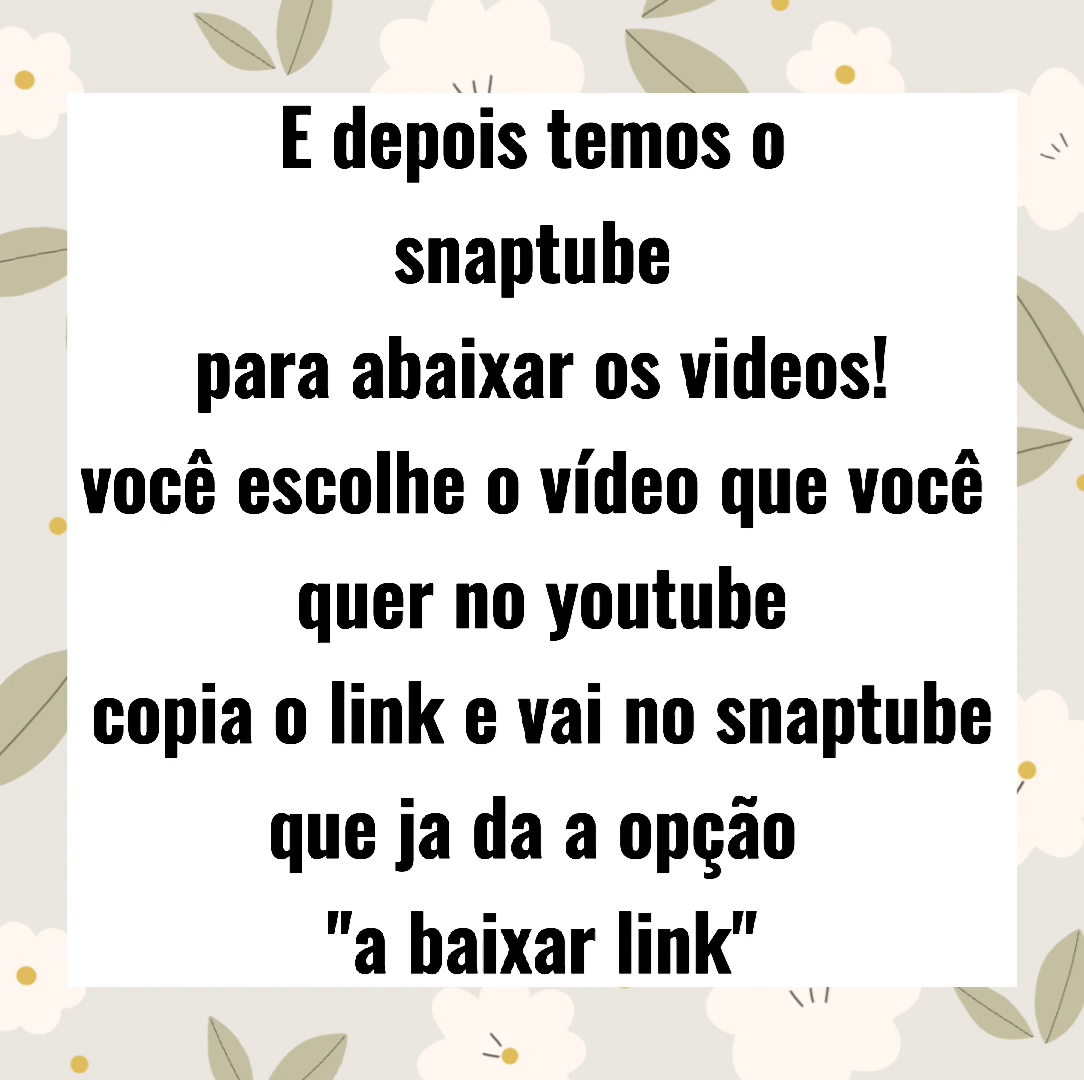 E depois temos o
snaptube
para abaixar os videos!
você escolhe o vídeo que você
quer no youtube
copia o link e vai no snaptube
que ja da a opção
"a baixar link"